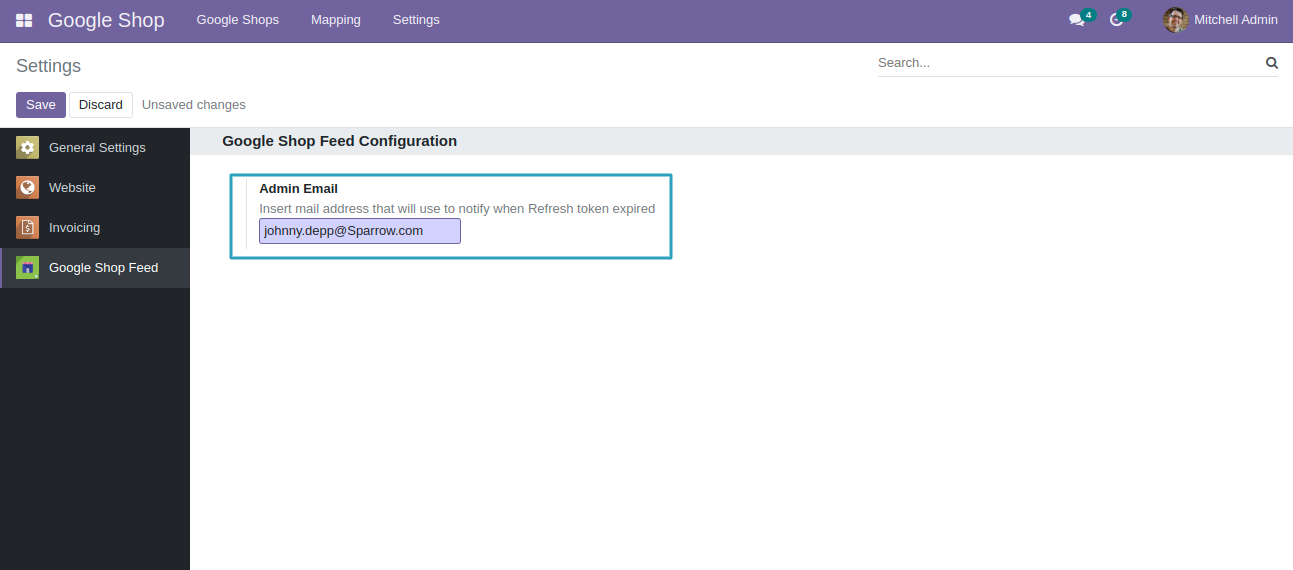 Google Shop Google Shops Mapping Settings 4 8 Mitchell Admin
Settings Search...
Save Discard Unsaved changes
General Settings
Website
Invoicing
Google Shop Feed
Google Shop Feed Configuration
Admin Email
Insert mail address that will use to notify when Refresh token expired
johnny.depp@Sparrow.com